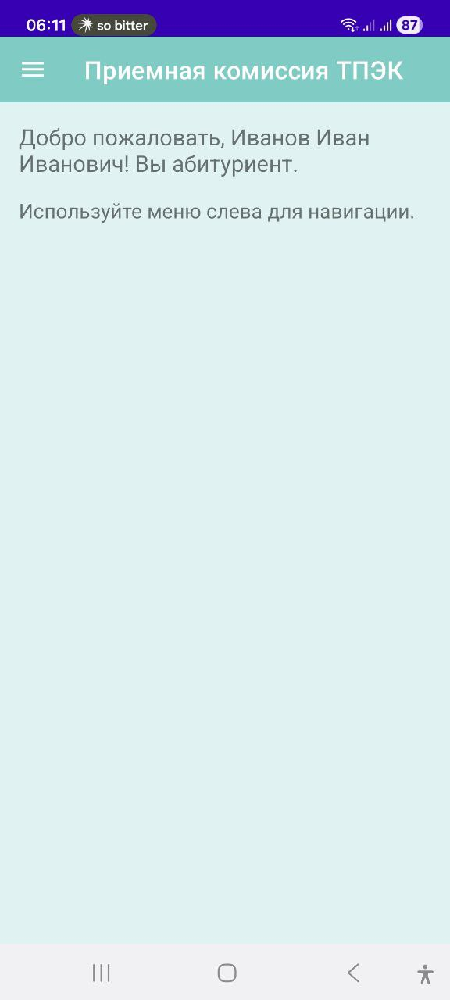 06:11 so bitter 87
Приемная комиссия ТПЭК
Добро пожаловать, Иванов Иван
Иванович! Вы абитуриент.
Используйте меню слева для навигации.